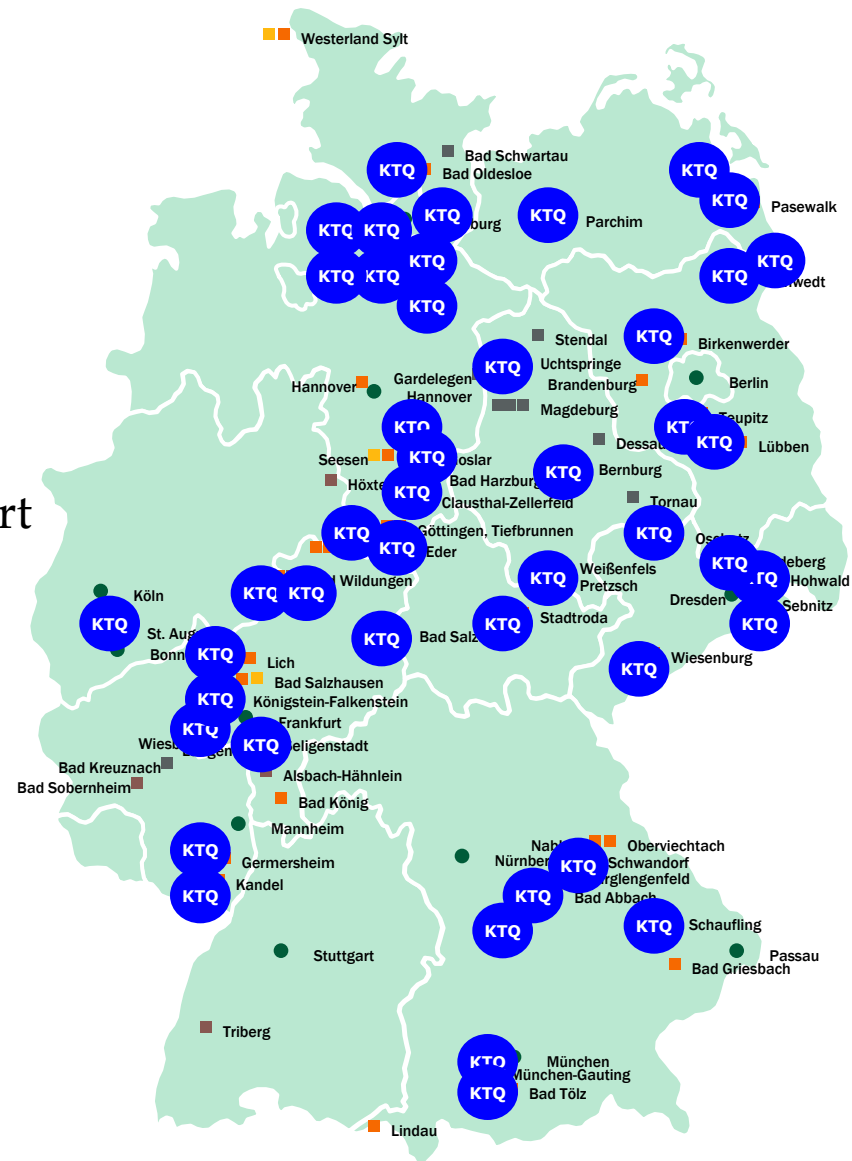 Westerland Sylt
Bad Schwartau
KTQ
Bad Oldesloe
KTQ
KTQ
Pasewalk
KTQ
KTQ
Parchim
KTQ
KTQ
KTQ
KTQ
KTQ
KTQ
KTQ
KTQ
KTQ
Stendal
KTQ
Birkenwerder
KTQ
Uchtspringe
Gardelegen
Berlin
Hannover
Brandenburg
Hannover
Magdeburg
KTQ
Teupitz
KTQ
KTQ
Dessau
Lübben
Seesen
KTQ
KTQ
Bernburg
Bad Harzburg
KTQ
Clausthal-Zellerfeld
Tornau
rt
KTQ
Göttingen, Tiefbrunnen
KTQ
KTQ
Eder
KTQ
Weißenfels
KTQ
Hohwald
Wildungen
Pretzsch
KTQ
KTQ
KTQ
Köln
Dresden
Sebnitz
KTQ
KTQ
Stadtroda
KTQ
St.
Bonn
KTQ
KTQ
Bad
Wiesenburg
Lich
KTQ
Bad Salzhausen
KTQ
Königstein-Falkenstein
Frankfurt
KTQ
KTQ
Bad Kreuznach
Alsbach-Hähnlein
Bad Sobernheim
Bad König
Mannheim
KTQ
Germersheim
Oberviechtach
KTQ
Schwandorf
Kandel
KTQ
KTQ
Bad Abbach
KTQ
KTQ
Schaufling
Stuttgart
Passau
Bad Griesbach
Triberg
KTQ
München
München-Gauting
KTQ
Bad Tölz
Lindau